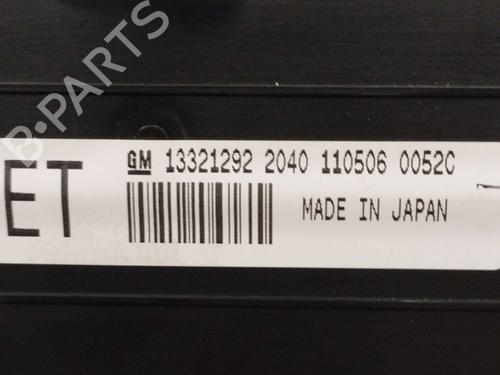 B-PARTS
ET
GM 13321292 2040 110506 0052C
MADE IN JAPAN